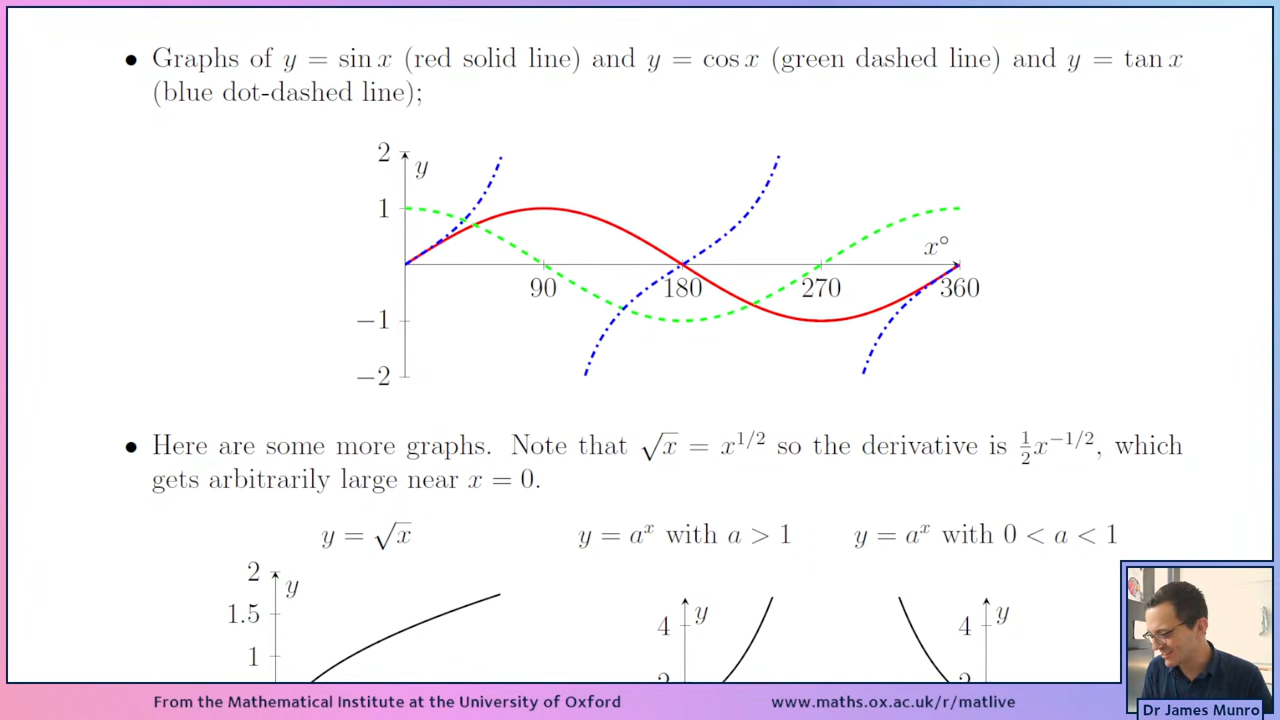 • Graphs of y = sin x (red solid line) and y = cos x (green dashed line) and y = tan x
(blue dot-dashed line);
2
y
1
x°
90 180 270 360
−1
−2
• Here are some more graphs. Note that √x = x^{1/2} so the derivative is ½x^{−1/2}, which
gets arbitrarily large near x = 0.
y = √x y = a^x with a > 1 y = a^x with 0 < a < 1
2 y
1.5 4 y 4 y
1
2 2
From the Mathematical Institute at the University of Oxford www.maths.ox.ac.uk/r/matlive
Dr James Munro